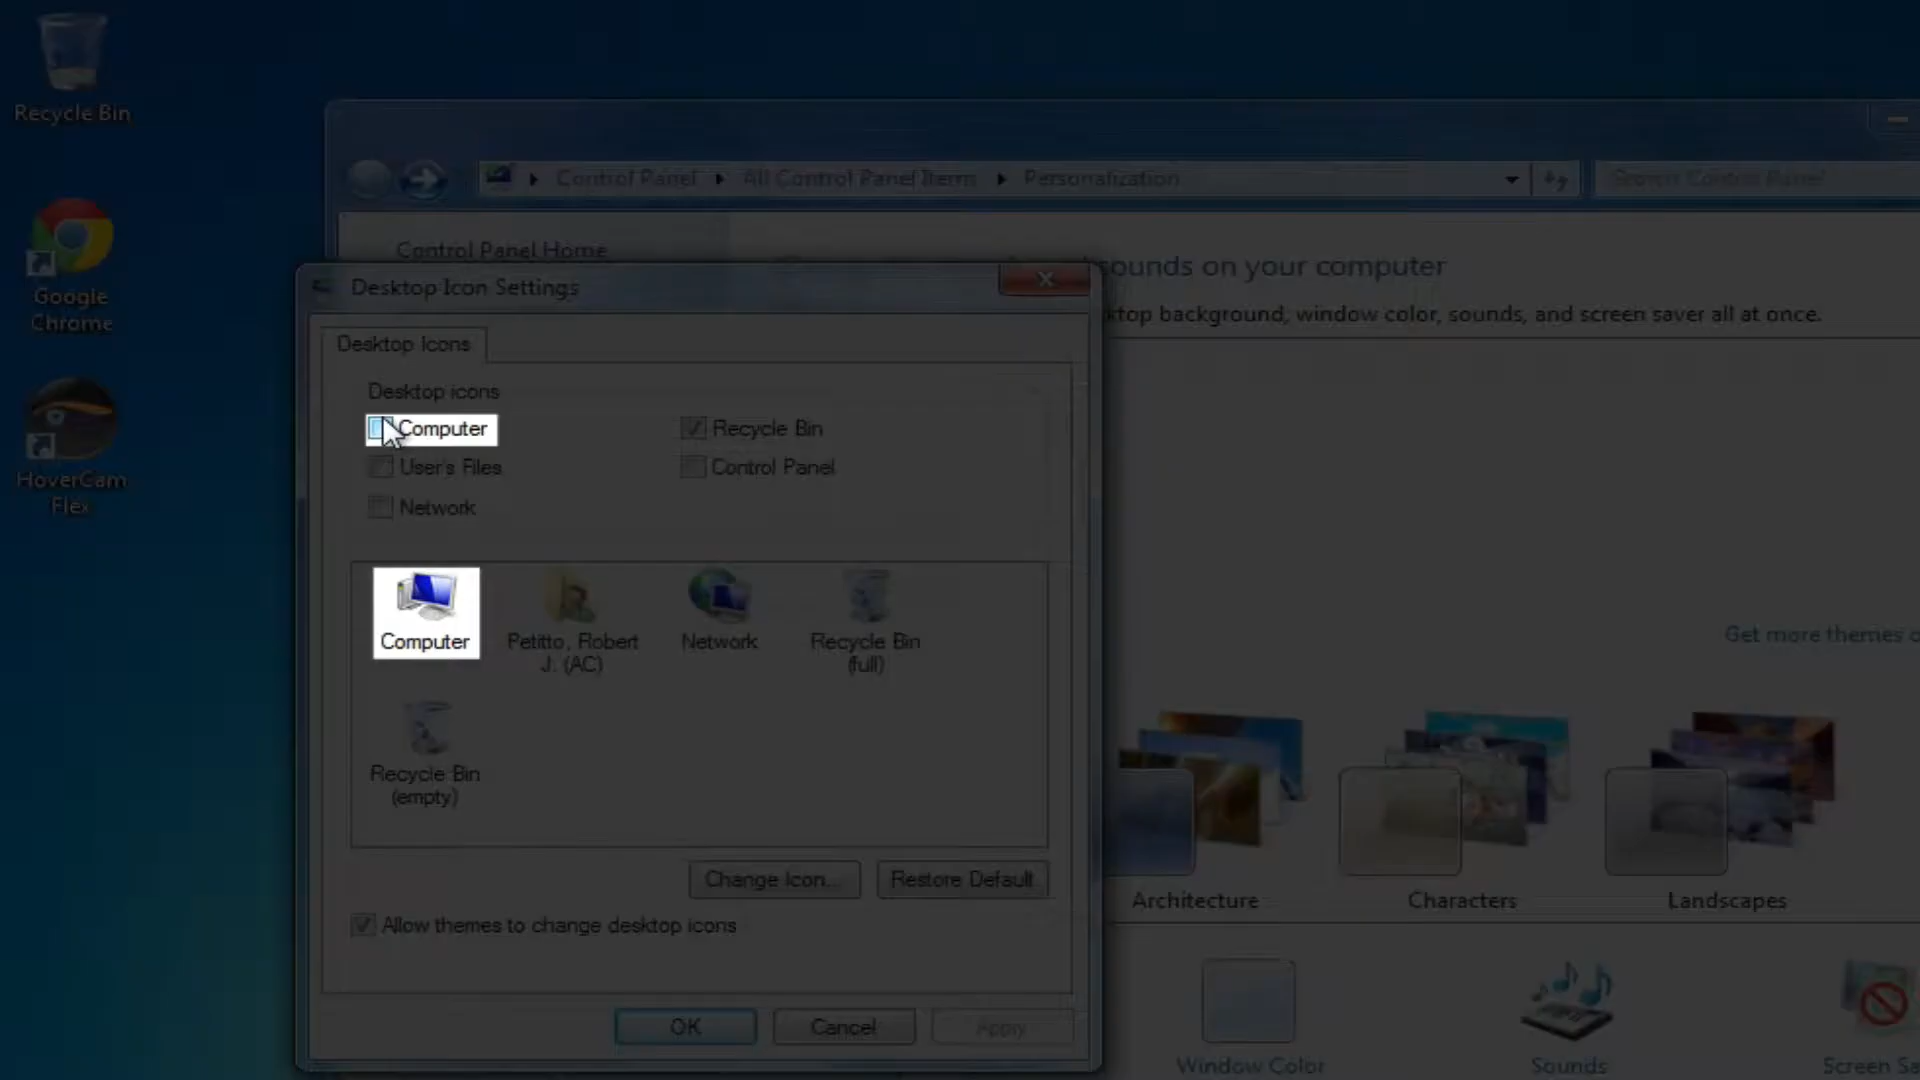 Recycle Bin
Control Panel
All Control Panel Items
Personalization
Search Control Panel
Google
Chrome
Control Panel Home
sounds on your computer
Desktop Icon Settings
X
ktop background, window color, sounds, and screen saver all at once.
Desktop Icons
Desktop icons
Computer
Recycle Bin
User's Files
Control Panel
Network
HoverCam
Flex
Computer
Petitto, Robert
J. (AC)
Network
Recycle Bin
(full)
Get more themes o
Recycle Bin
(empty)
Change Icon...
Restore Default
Architecture
Characters
Landscapes
Allow themes to change desktop icons
OK
Cancel
Apply
Window Color
Sounds
Screen Sa